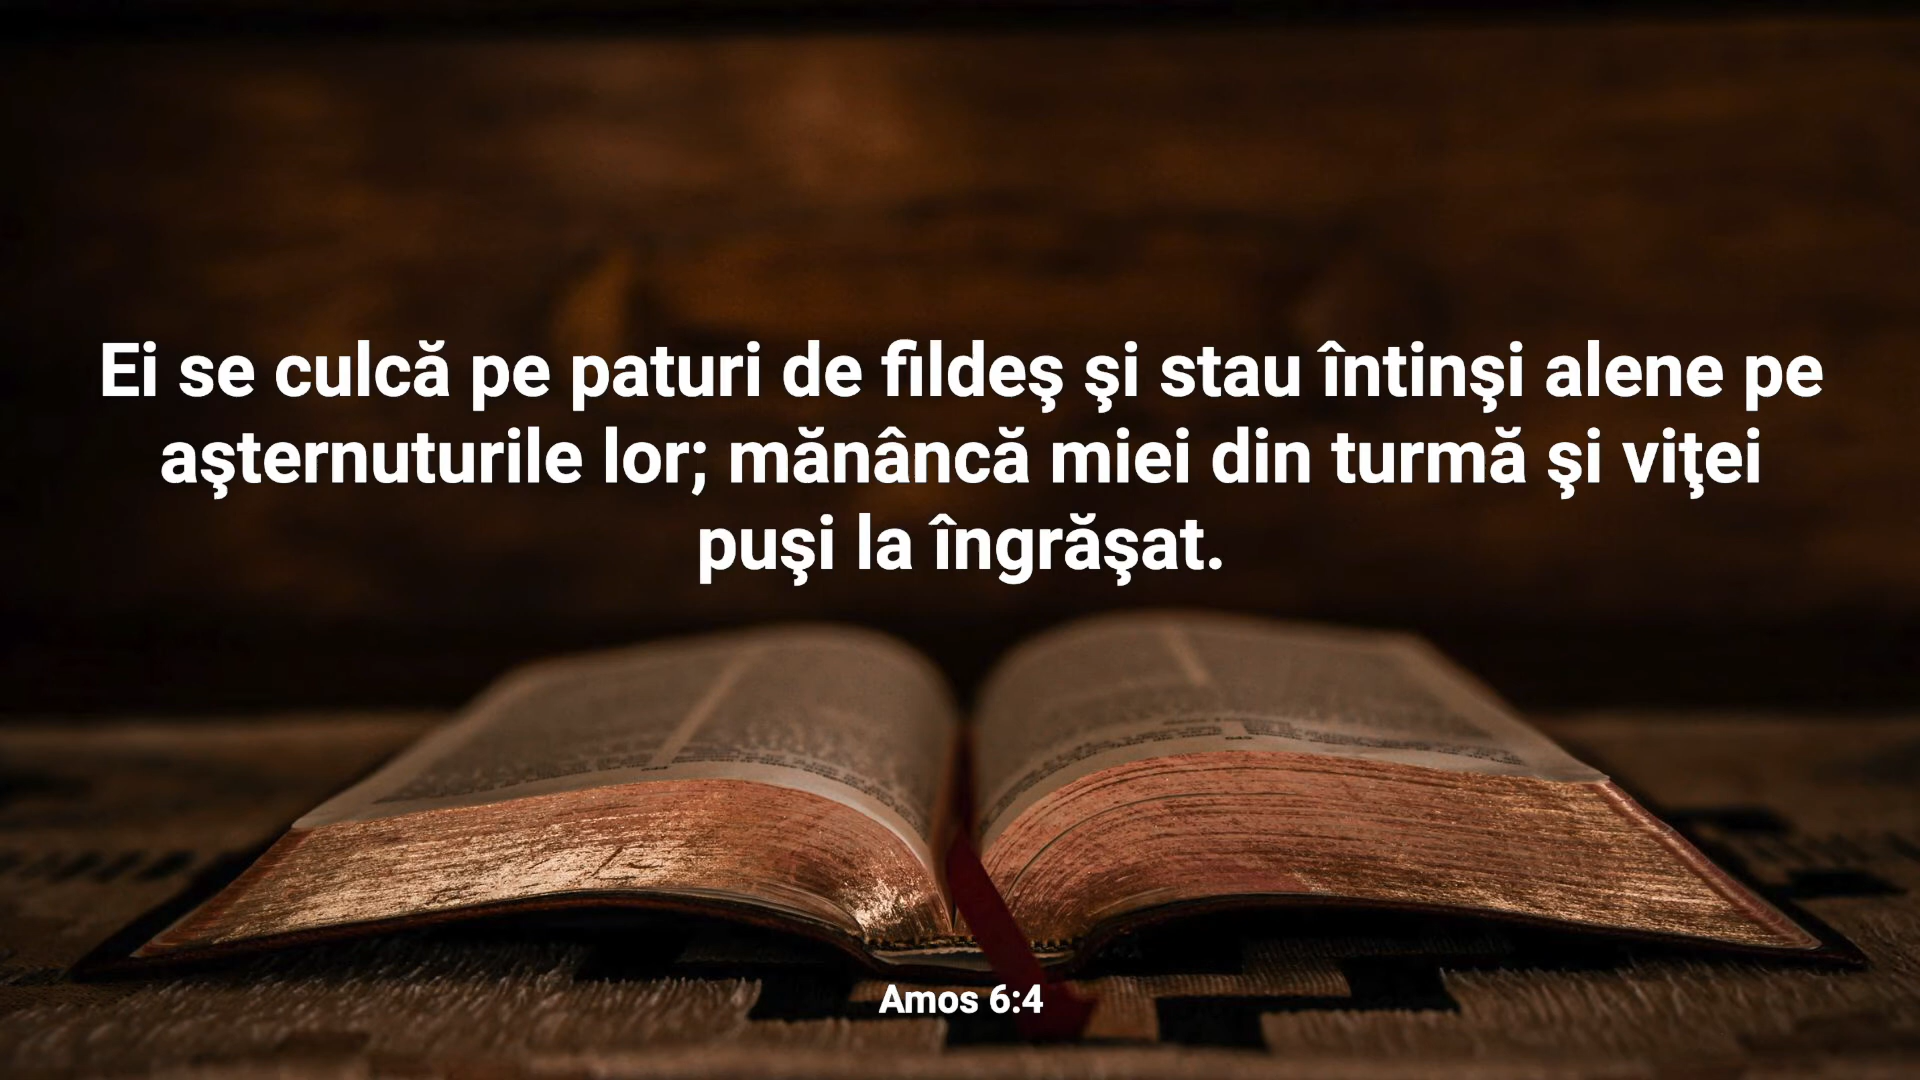 Ei se culcă pe paturi de fildeş şi stau întinşi alene pe
aşternuturile lor; mănâncă miei din turmă şi viţei
puşi la îngrăşat.
Amos 6:4